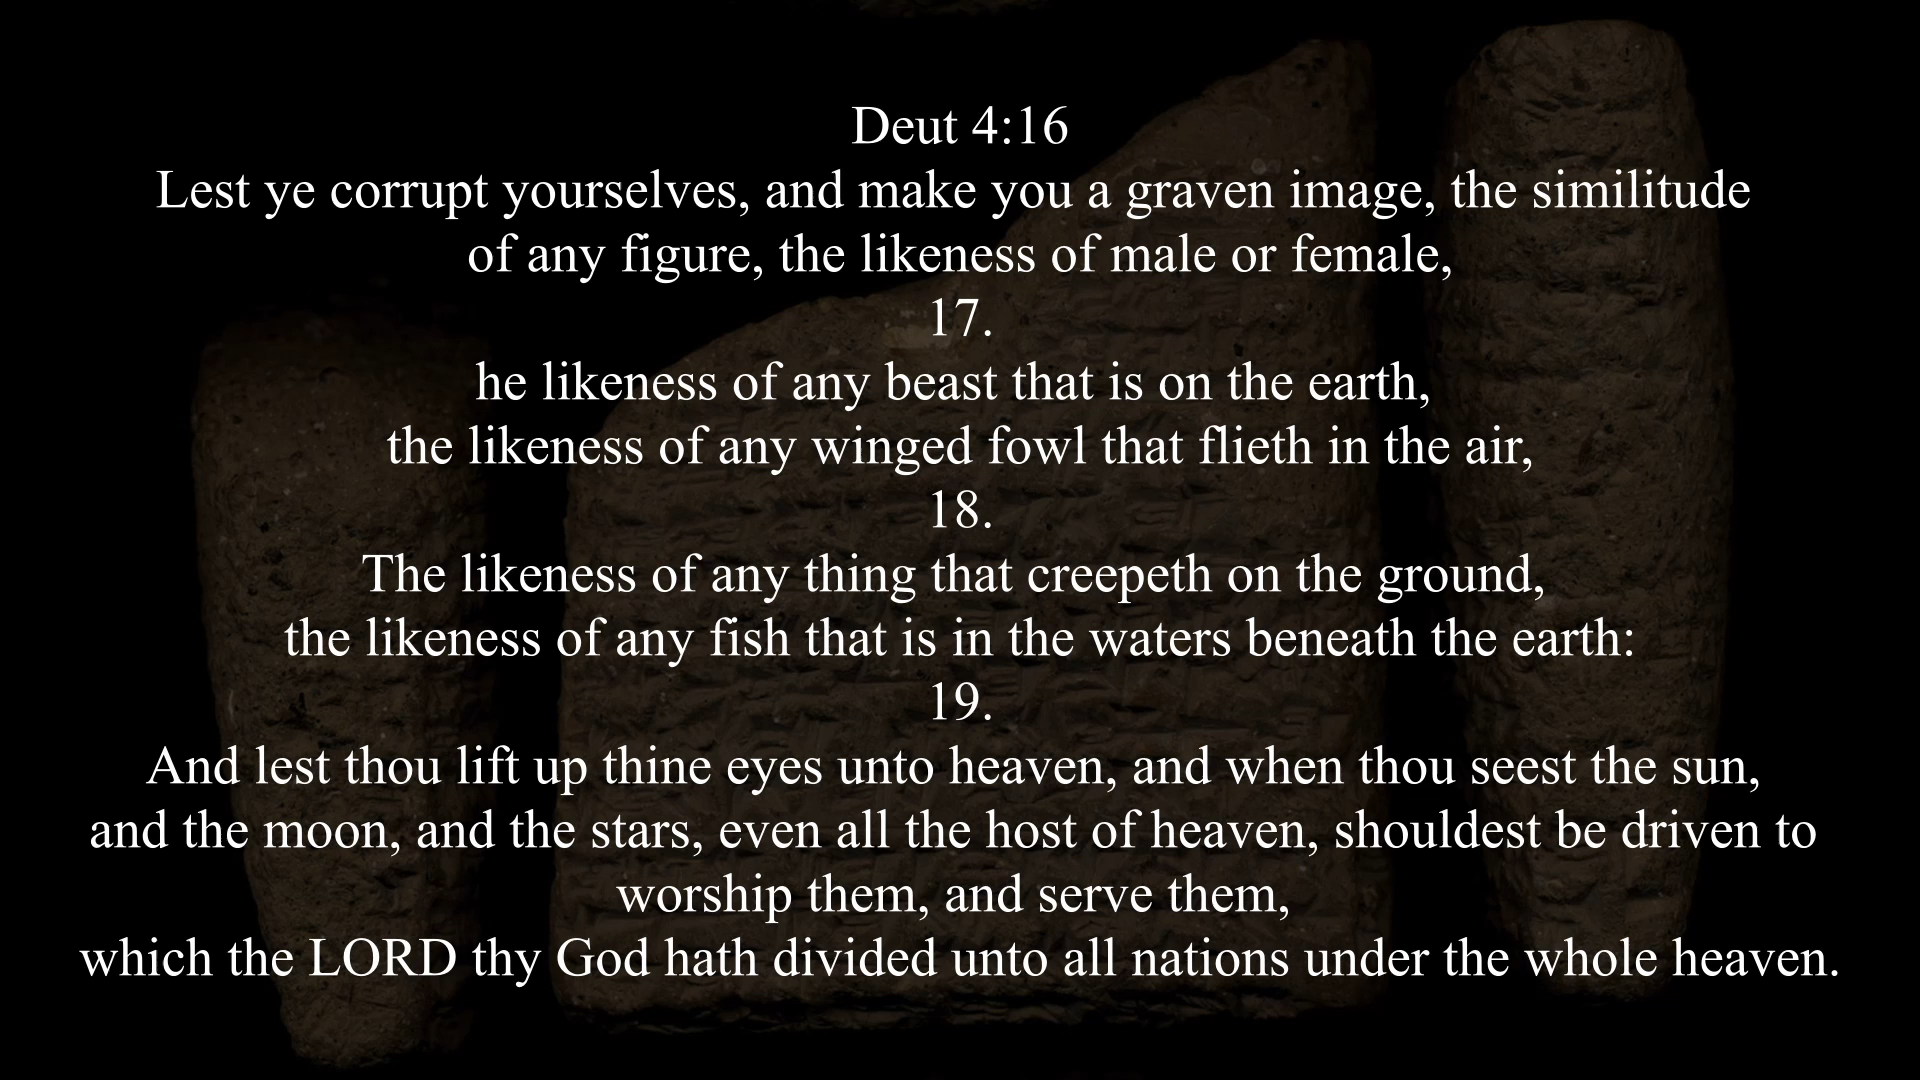 Deut 4:16
Lest ye corrupt yourselves, and make you a graven image, the similitude
of any figure, the likeness of male or female,
17.
he likeness of any beast that is on the earth,
the likeness of any winged fowl that flieth in the air,
18.
The likeness of any thing that creepeth on the ground,
the likeness of any fish that is in the waters beneath the earth:
19.
And lest thou lift up thine eyes unto heaven, and when thou seest the sun,
and the moon, and the stars, even all the host of heaven, shouldest be driven to
worship them, and serve them,
which the LORD thy God hath divided unto all nations under the whole heaven.